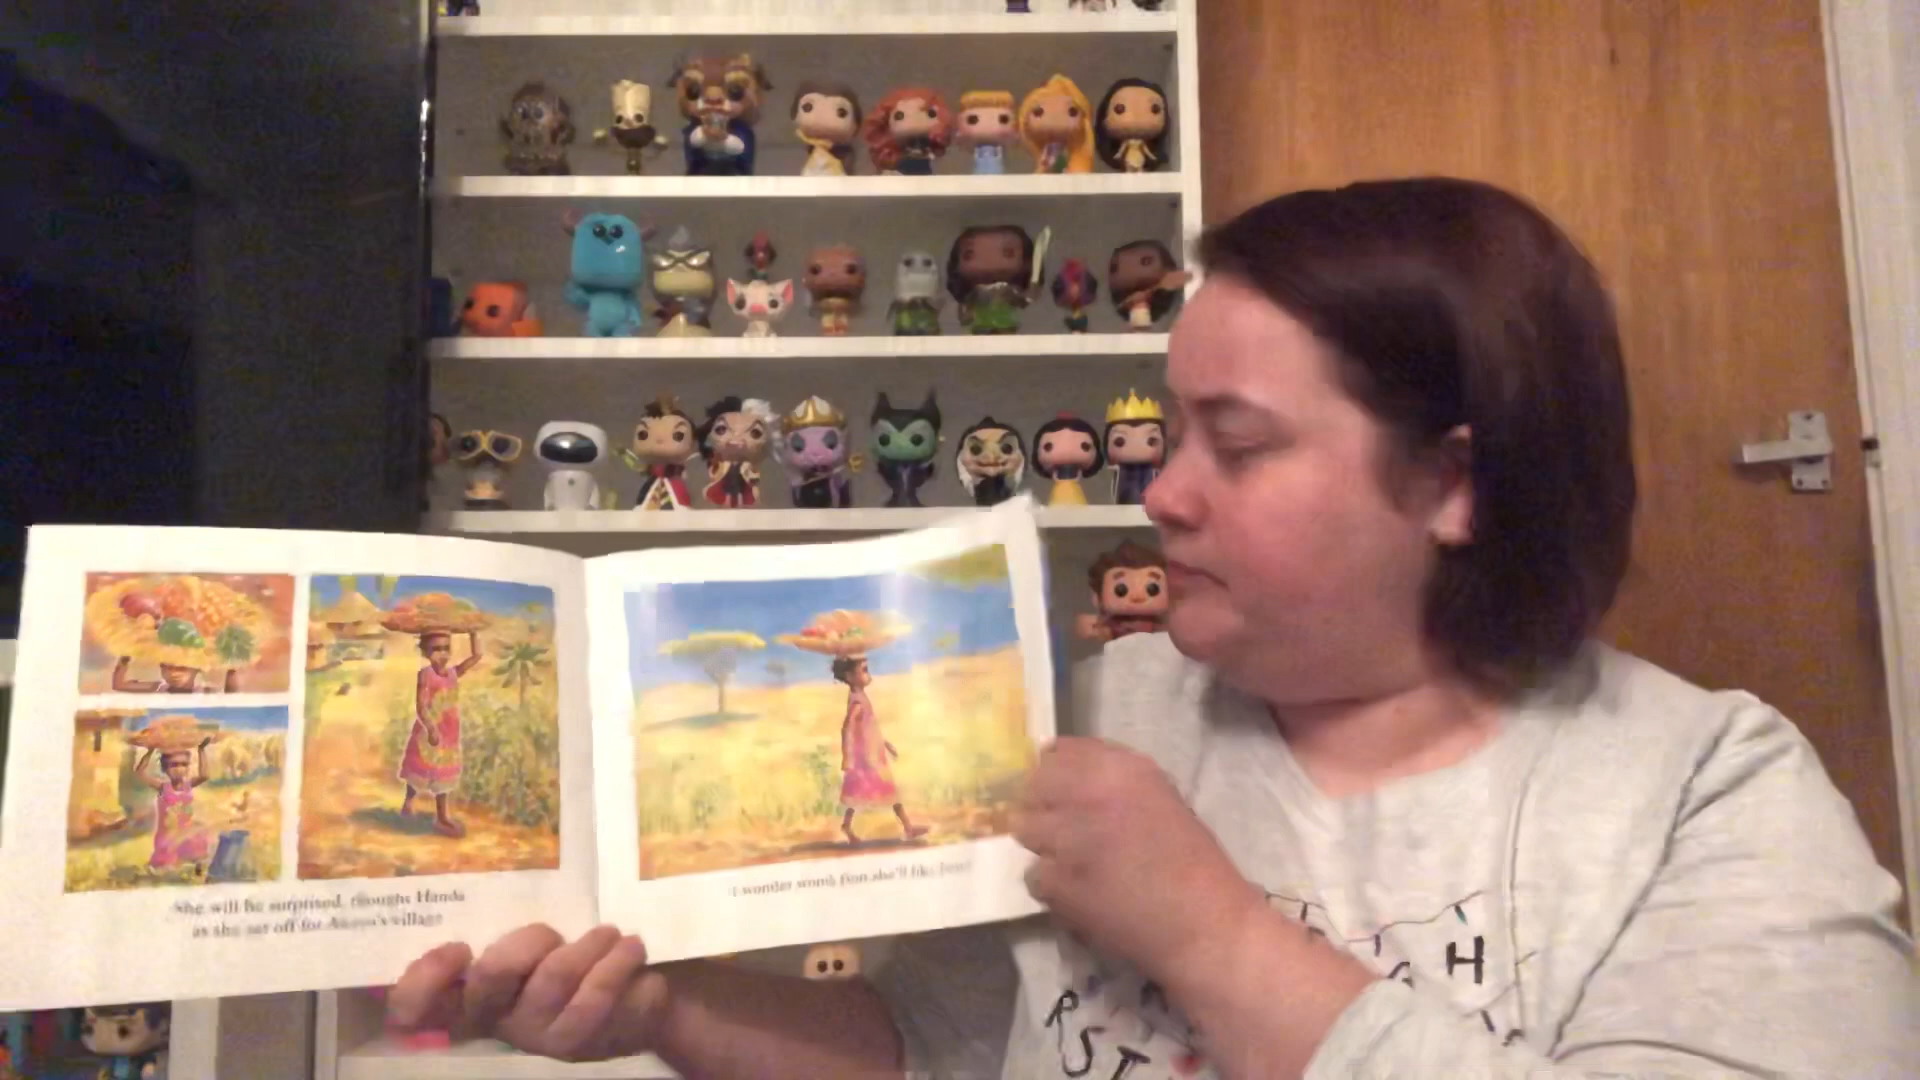 She will be surprised, thought Handa
as she set off for Akeyo's village.
I wonder which fruit she'll like best?
H
R S T